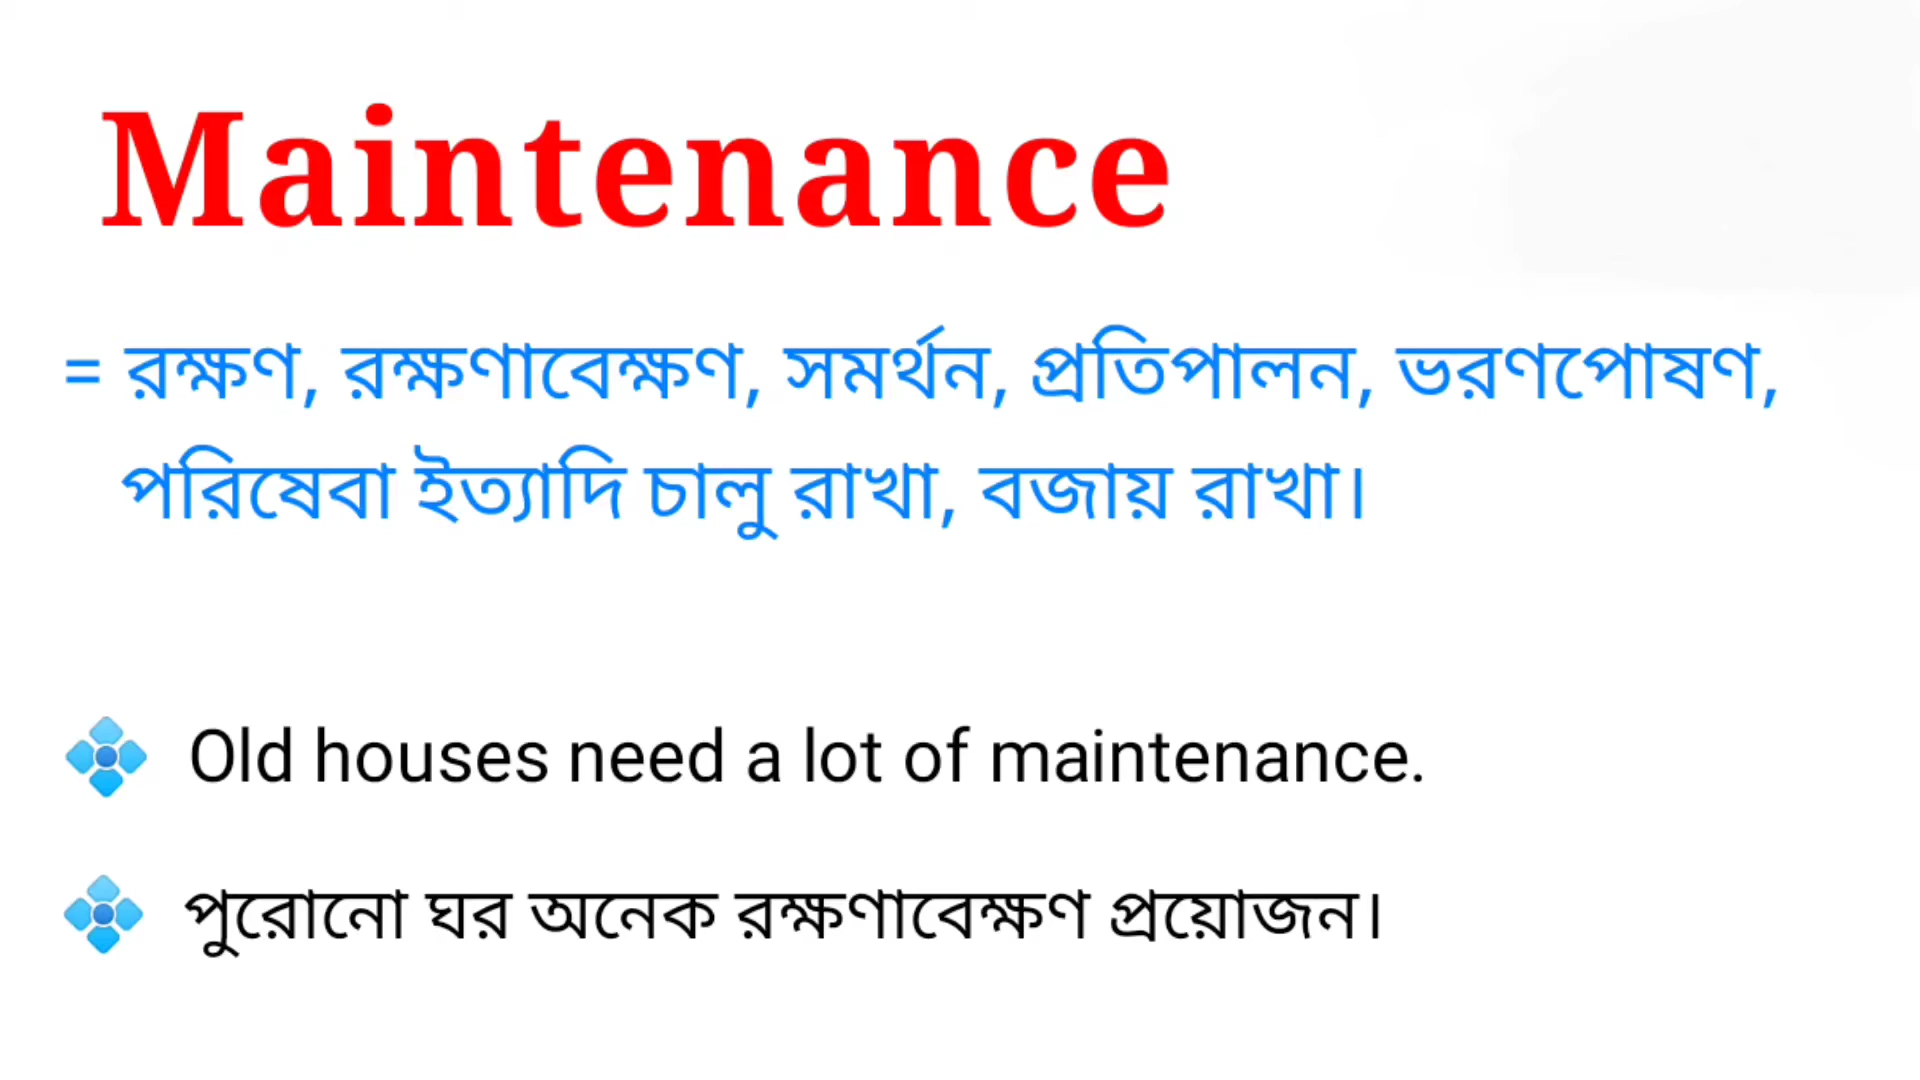 Maintenance
= রক্ষণ, রক্ষণাবেক্ষণ, সমর্থন, প্রতিপালন, ভরণপোষণ,
পরিষেবা ইত্যাদি চালু রাখা, বজায় রাখা।
Old houses need a lot of maintenance.
পুরোনো ঘর অনেক রক্ষণাবেক্ষণ প্রয়োজন।